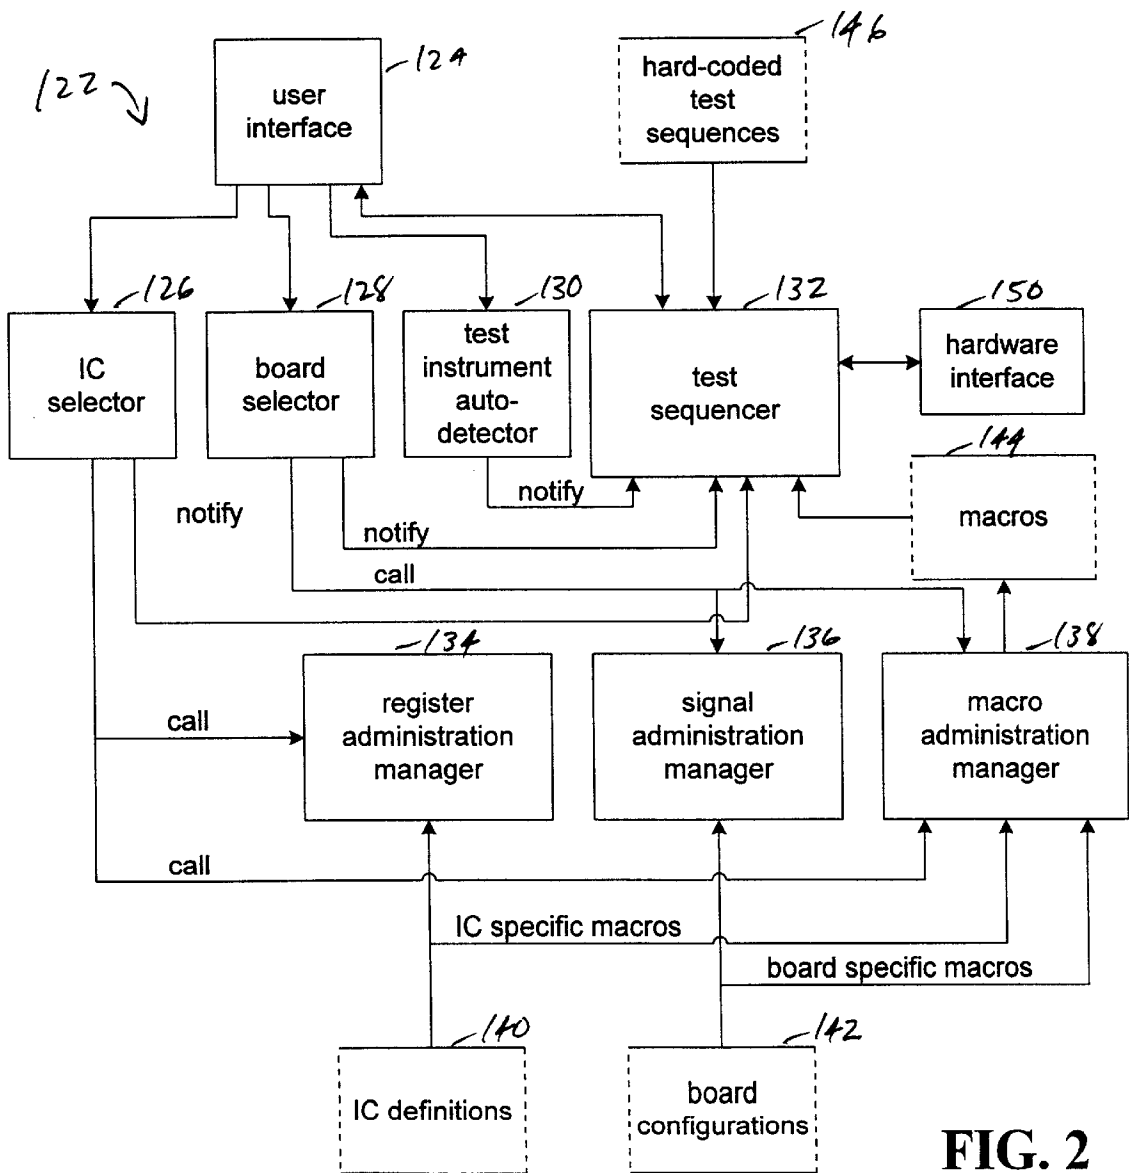 122
124
user
interface
146
hard-coded
test
sequences
126
IC
selector
128
board
selector
130
test
instrument
auto-
detector
132
test
sequencer
150
hardware
interface
144
macros
notify
notify
notify
call
134
register
administration
manager
136
signal
administration
manager
138
macro
administration
manager
call
call
IC specific macros
board specific macros
140
IC definitions
142
board
configurations
FIG. 2